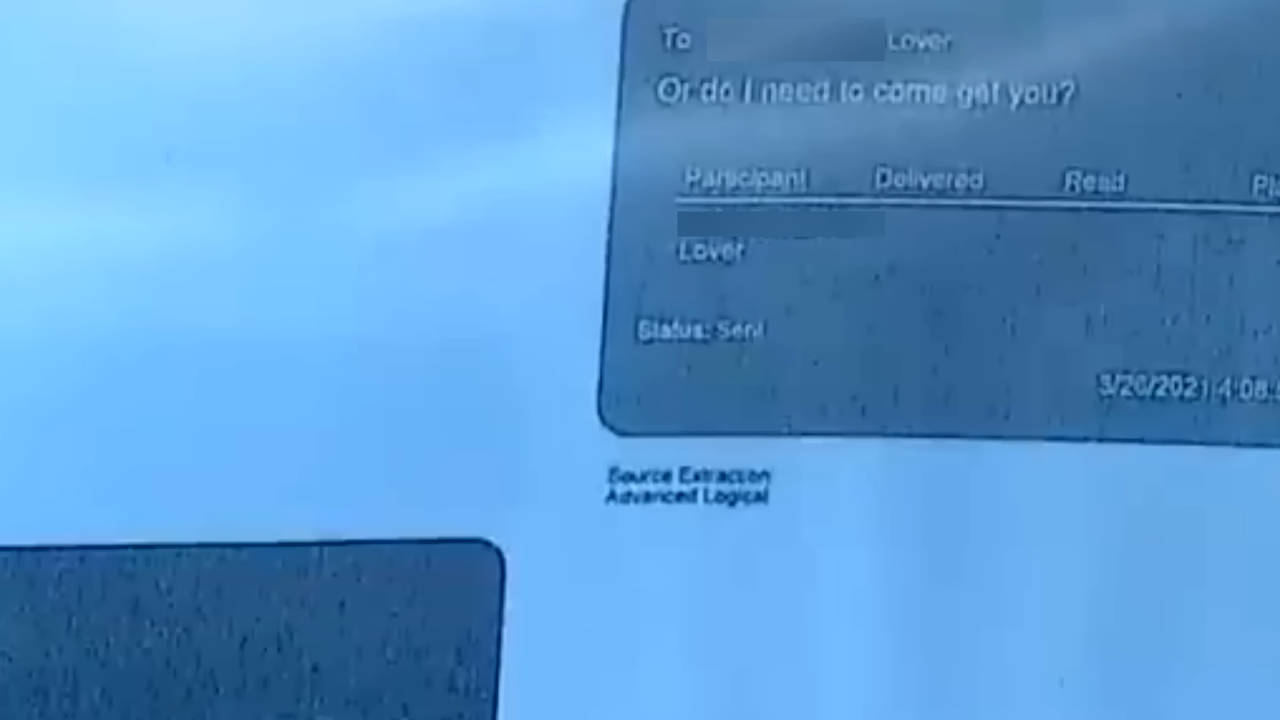 To Lover
Or do I need to come get you?
Participant Delivered Read
Lover
Status: Sent
3/20/2021 4:08:
Source Extraction
Advanced Logical